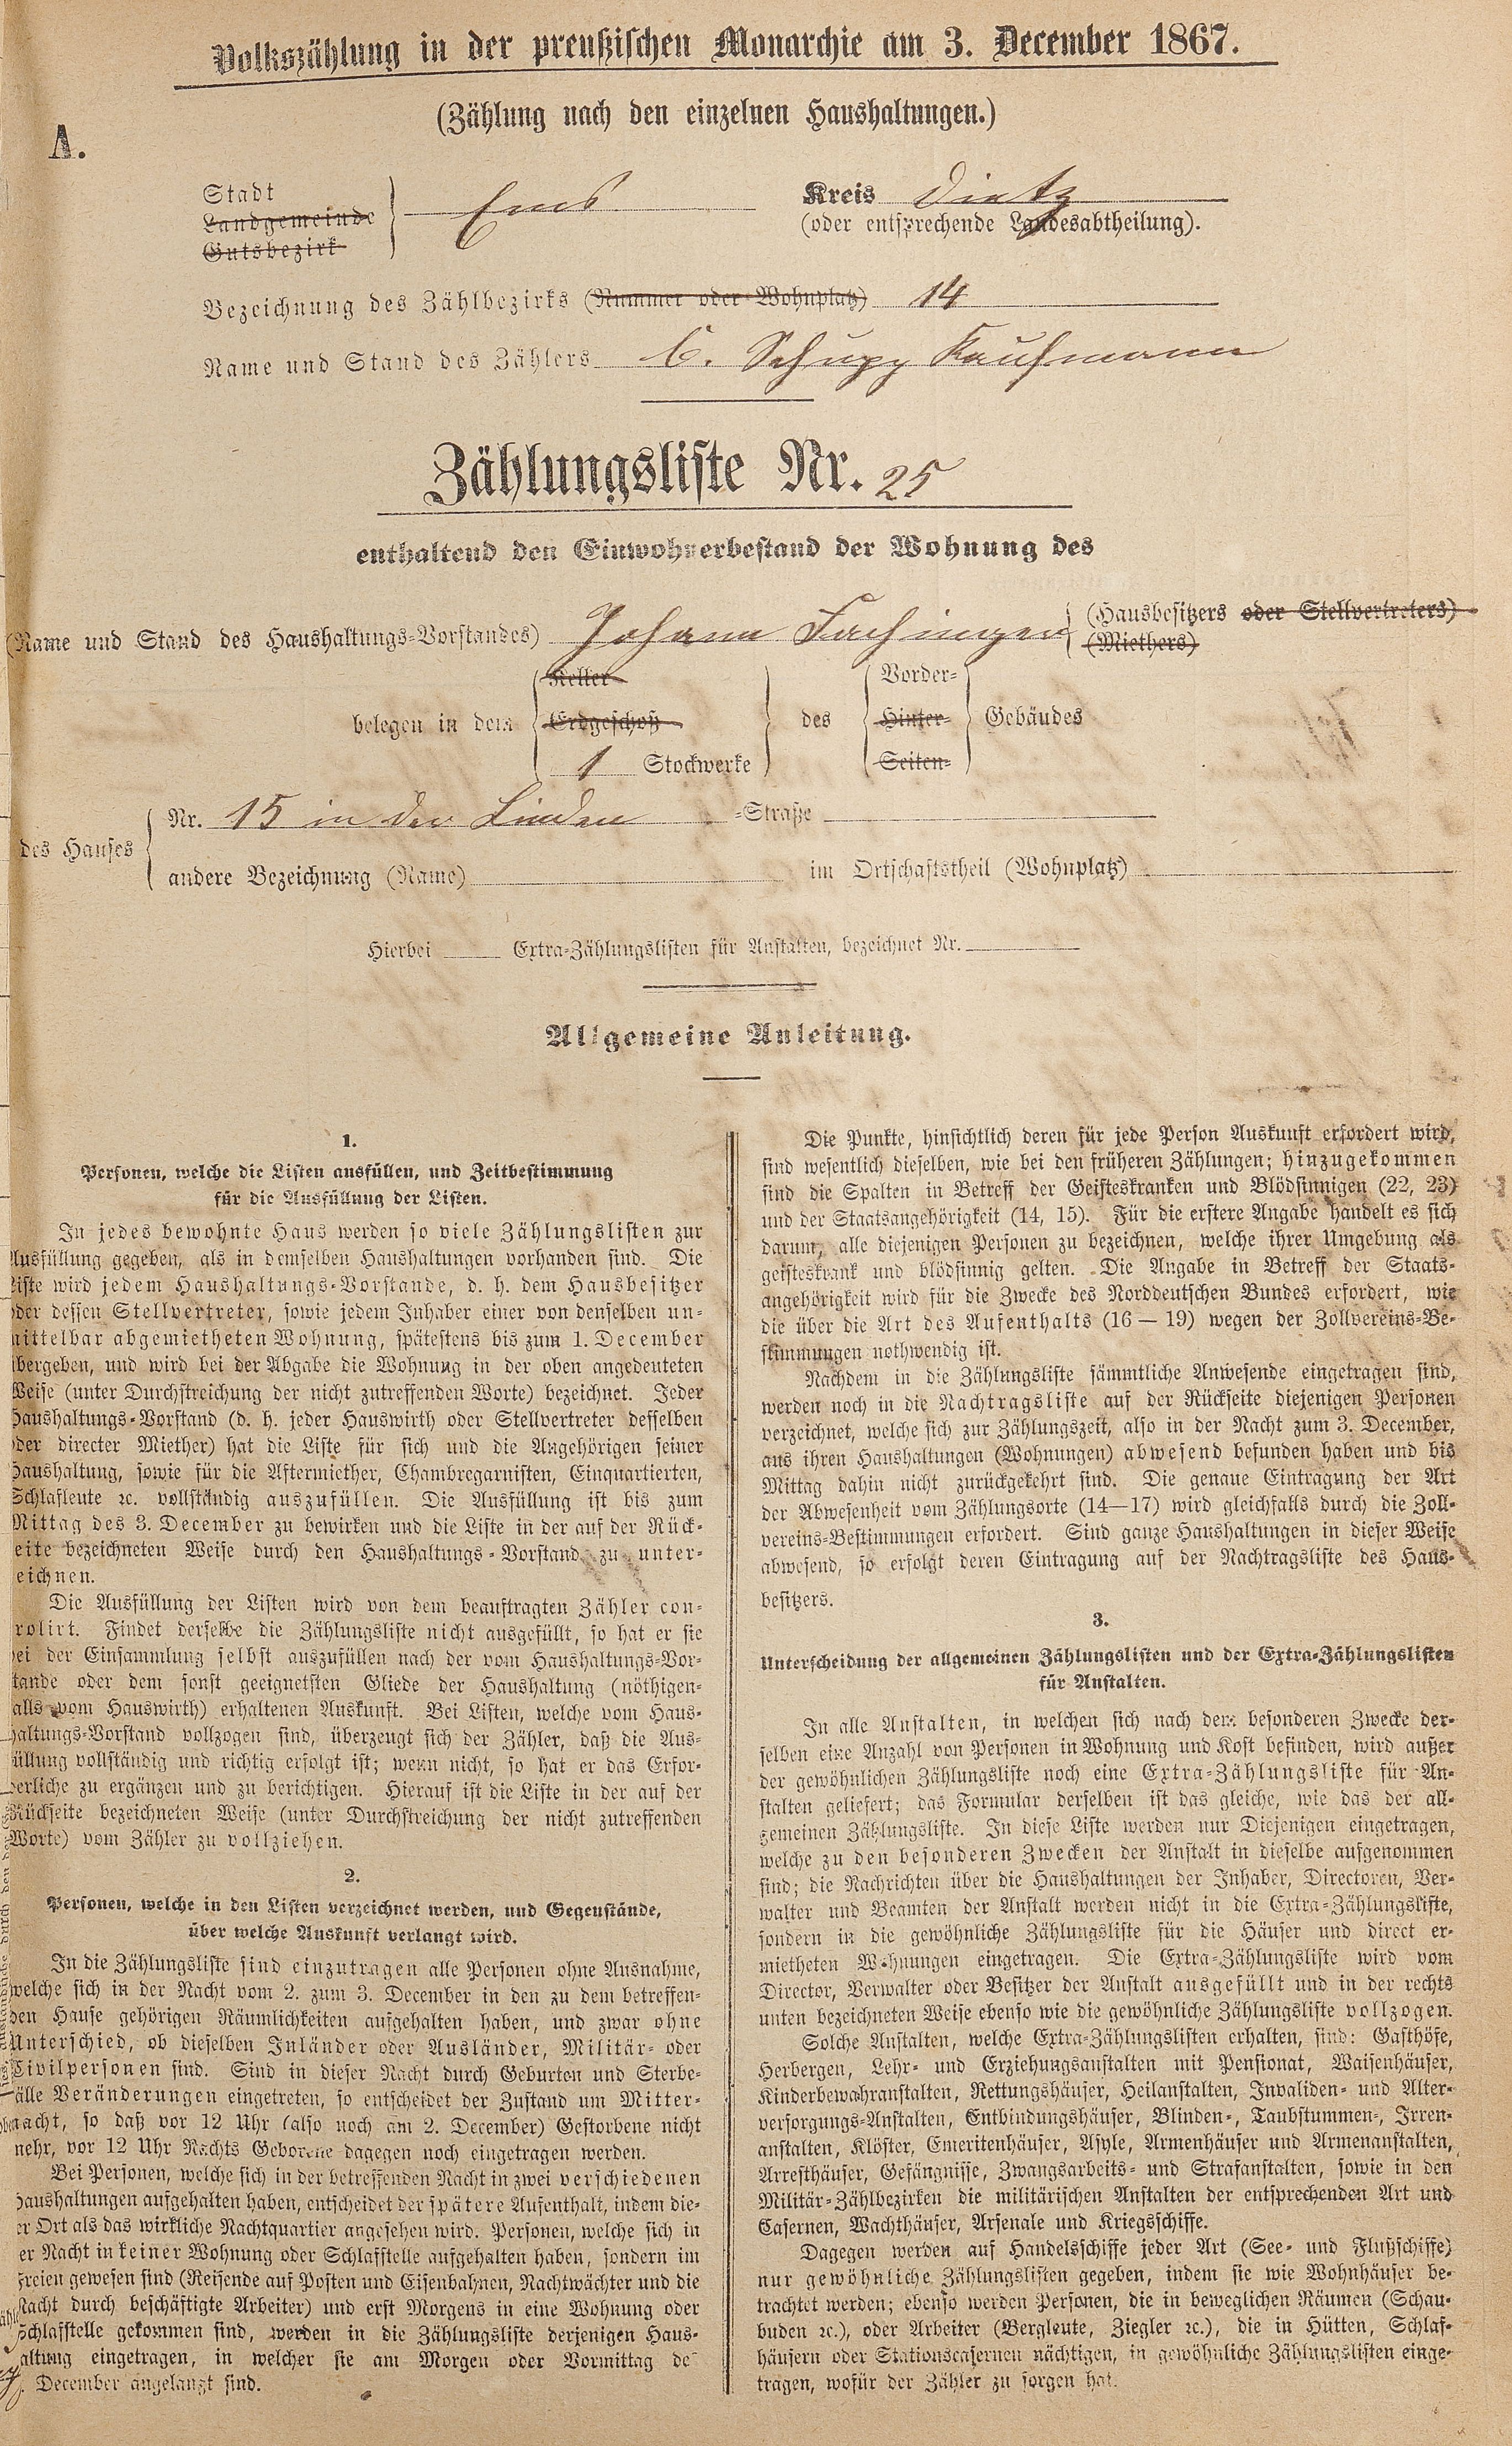 Volkszählung in der preußischen Monarchie am 3. December 1867.
(Zählung nach den einzelnen Haushaltungen.)
A.
Stadt
Landgemeinde
Gutsbezirk
Ems
Kreis Dietz
(oder entsprechende Landesabtheilung).
Bezeichnung des Zählbezirks (Nummer oder Wohnplatz) 14
Name und Stand des Zählers C. Schupp Kaufmann
Zählungsliste Nr. 25
enthaltend den Einwohnerbestand der Wohnung des
(Name und Stand des Haushaltungs-Vorstandes) Johann Fachinger
(Hausbesitzers oder Stellvertreters)
(Miethers)
belegen in dem
Keller
Erdgeschoß
1 Stockwerke
des
Vorder-
Hinter-
Seiten-
Gebäudes
des Hauses
Nr. 15 in der Linden -Straße
andere Bezeichnung (Name) im Ortschaftstheil (Wohnplatz)
Hierbei Extra-Zählungslisten für Anstalten, bezeichnet Nr.
Allgemeine Anleitung.
1.
Personen, welche die Listen ausfüllen, und Zeitbestimmung
für die Ausfüllung der Listen.
In jedes bewohnte Haus werden so viele Zählungslisten zur
Ausfüllung gegeben, als in demselben Haushaltungen vorhanden sind. Die
Liste wird jedem Haushaltungs-Vorstande, d. h. dem Hausbesitzer
oder dessen Stellvertreter, sowie jedem Inhaber einer von denselben un-
mittelbar abgemietheten Wohnung, spätestens bis zum 1. December
übergeben, und wird bei der Abgabe die Wohnung in der oben angedeuteten
Weise (unter Durchstreichung der nicht zutreffenden Worte) bezeichnet. Jeder
Haushaltungs-Vorstand (d. h. jeder Hauswirth oder Stellvertreter desselben
oder directer Miether) hat die Liste für sich und die Angehörigen seiner
Haushaltung, sowie für die Aftermiether, Chambregarnisten, Einquartierten,
Schlafleute ꝛc. vollständig auszufüllen. Die Ausfüllung ist bis zum
Mittag des 3. December zu bewirken und die Liste in der auf der Rück-
seite bezeichneten Weise durch den Haushaltungs-Vorstand zu unter-
zeichnen.
Die Ausfüllung der Listen wird von dem beauftragten Zähler con-
trolirt. Findet derselbe die Zählungsliste nicht ausgefüllt, so hat er sie
bei der Einsammlung selbst auszufüllen nach der vom Haushaltungs-Vor-
stande oder dem sonst geeignetsten Gliede der Haushaltung (nöthigen-
falls vom Hauswirth) erhaltenen Auskunft. Bei Listen, welche vom Haus-
haltungs-Vorstand vollzogen sind, überzeugt sich der Zähler, daß die Aus-
füllung vollständig und richtig erfolgt ist; wenn nicht, so hat er das Erfor-
derliche zu ergänzen und zu berichtigen. Hierauf ist die Liste in der auf der
Rückseite bezeichneten Weise (unter Durchstreichung der nicht zutreffenden
Worte) vom Zähler zu vollziehen.
2.
Personen, welche in den Listen verzeichnet werden, und Gegenstände,
über welche Auskunft verlangt wird.
In die Zählungsliste sind einzutragen alle Personen ohne Ausnahme,
welche sich in der Nacht vom 2. zum 3. December in den zu dem betreffen-
den Hause gehörigen Räumlichkeiten aufgehalten haben, und zwar ohne
Unterschied, ob dieselben Inländer oder Ausländer, Militär- oder
Civilpersonen sind. Sind in dieser Nacht durch Geburten und Sterbe-
fälle Veränderungen eingetreten, so entscheidet der Zustand um Mitter-
nacht, so daß vor 12 Uhr (also noch am 2. December) Gestorbene nicht
mehr, vor 12 Uhr Nachts Geborene dagegen noch eingetragen werden.
Bei Personen, welche sich in der betreffenden Nacht in zwei verschiedenen
Haushaltungen aufgehalten haben, entscheidet der spätere Aufenthalt, indem die-
ser Ort als das wirkliche Nachtquartier angesehen wird. Personen, welche sich in
der Nacht in keiner Wohnung oder Schlafstelle aufgehalten haben, sondern im
Freien gewesen sind (Reisende auf Posten und Eisenbahnen, Nachtwächter und die
Nacht durch beschäftigte Arbeiter) und erst Morgens in eine Wohnung oder
Schlafstelle gekommen sind, werden in die Zählungsliste derjenigen Haus-
haltung eingetragen, in welcher sie am Morgen oder Vormittag de
3. December angelangt sind.
Die Punkte, hinsichtlich deren für jede Person Auskunft erfordert wird,
sind wesentlich dieselben, wie bei den früheren Zählungen; hinzugekommen
sind die Spalten in Betreff der Geisteskranken und Blödsinnigen (22, 23)
und der Staatsangehörigkeit (14, 15). Für die erstere Angabe handelt es sich
darum, alle diejenigen Personen zu bezeichnen, welche ihrer Umgebung als
geisteskrank und blödsinnig gelten. Die Angabe in Betreff der Staats-
angehörigkeit wird für die Zwecke des Norddeutschen Bundes erfordert, wie
die über die Art des Aufenthalts (16 — 19) wegen der Zollvereins-Be-
stimmungen nothwendig ist.
Nachdem in die Zählungsliste sämmtliche Anwesende eingetragen sind,
werden noch in die Nachtragsliste auf der Rückseite diejenigen Personen
verzeichnet, welche sich zur Zählungszeit, also in der Nacht zum 3. December,
aus ihren Haushaltungen (Wohnungen) abwesend befunden haben und bis
Mittag dahin nicht zurückgekehrt sind. Die genaue Eintragung der Art
der Abwesenheit vom Zählungsorte (14—17) wird gleichfalls durch die Zoll-
vereins-Bestimmungen erfordert. Sind ganze Haushaltungen in dieser Weise
abwesend, so erfolgt deren Eintragung auf der Nachtragsliste des Haus-
besitzers.
3.
Unterscheidung der allgemeinen Zählungslisten und der Extra-Zählungslisten
für Anstalten.
In alle Anstalten, in welchen sich nach dem besonderen Zwecke der-
selben eine Anzahl von Personen in Wohnung und Kost befinden, wird außer
der gewöhnlichen Zählungsliste noch eine Extra-Zählungsliste für An-
stalten geliefert; das Formular derselben ist das gleiche, wie das der all-
gemeinen Zählungsliste. In diese Liste werden nur Diejenigen eingetragen,
welche zu den besonderen Zwecken der Anstalt in dieselbe aufgenommen
sind; die Nachrichten über die Haushaltungen der Inhaber, Directoren, Ver-
walter und Beamten der Anstalt werden nicht in die Extra-Zählungsliste,
sondern in die gewöhnliche Zählungsliste für die Häuser und direct er-
mietheten Wohnungen eingetragen. Die Extra-Zählungsliste wird vom
Director, Verwalter oder Besitzer der Anstalt ausgefüllt und in der rechts
unten bezeichneten Weise ebenso wie die gewöhnliche Zählungsliste vollzogen.
Solche Anstalten, welche Extra-Zählungslisten erhalten, sind: Gasthöfe,
Herbergen, Lehr- und Erziehungsanstalten mit Pensionat, Waisenhäuser,
Kinderbewahranstalten, Rettungshäuser, Heilanstalten, Invaliden- und Alter-
versorgungs-Anstalten, Entbindungshäuser, Blinden-, Taubstummen-, Irren-
anstalten, Klöster, Emeritenhäuser, Asyle, Armenhäuser und Armenanstalten,
Arresthäuser, Gefängnisse, Zwangsarbeits- und Strafanstalten, sowie in den
Militär-Zählbezirken die militärischen Anstalten der entsprechenden Art und
Casernen, Wachthäuser, Arsenale und Kriegsschiffe.
Dagegen werden auf Handelsschiffe jeder Art (See- und Flußschiffe)
nur gewöhnliche Zählungslisten gegeben, indem sie wie Wohnhäuser be-
trachtet werden; ebenso werden Personen, die in beweglichen Räumen (Schau-
buden ꝛc.), oder Arbeiter (Bergleute, Ziegler ꝛc.), die in Hütten, Schlaf-
häusern oder Stationscasernen nächtigen, in gewöhnliche Zählungslisten einge-
tragen, wofür der Zähler zu sorgen hat.